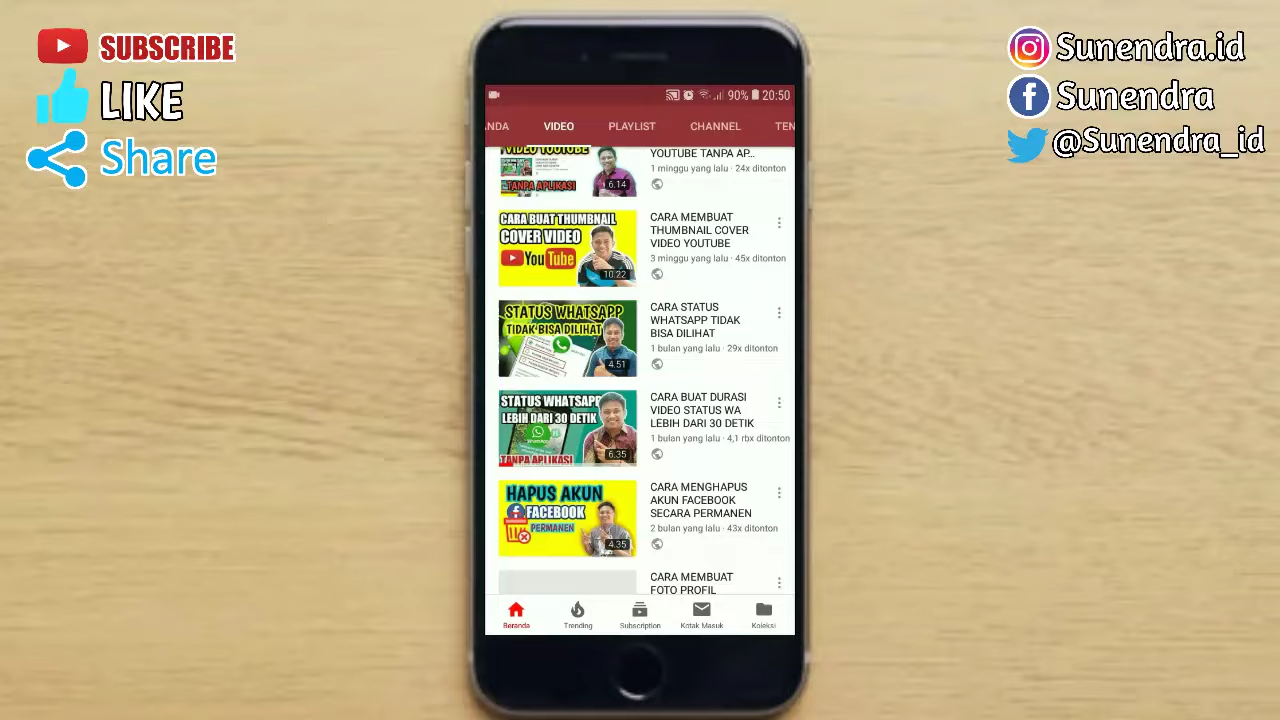 SUBSCRIBE
LIKE
Share
Sunendra.id
Sunendra
@Sunendra_id
90% 20:50
ANDA VIDEO PLAYLIST CHANNEL TEN
VIDEO YOUTUBE
TANPA APLIKASI
6.14
YOUTUBE TANPA AP...
1 minggu yang lalu · 24x ditonton
CARA BUAT THUMBNAIL
COVER VIDEO
YouTube
10.22
CARA MEMBUAT
THUMBNAIL COVER
VIDEO YOUTUBE
3 minggu yang lalu · 45x ditonton
STATUS WHATSAPP
TIDAK BISA DILIHAT
4.51
CARA STATUS
WHATSAPP TIDAK
BISA DILIHAT
1 bulan yang lalu · 29x ditonton
STATUS WHATSAPP
LEBIH DARI 30 DETIK
TANPA APLIKASI
6.35
CARA BUAT DURASI
VIDEO STATUS WA
LEBIH DARI 30 DETIK
1 bulan yang lalu · 4,1 rbx ditonton
HAPUS AKUN
FACEBOOK
PERMANEN
4.35
CARA MENGHAPUS
AKUN FACEBOOK
SECARA PERMANEN
2 bulan yang lalu · 43x ditonton
CARA MEMBUAT
FOTO PROFIL
Beranda Trending Subscription Kotak Masuk Koleksi